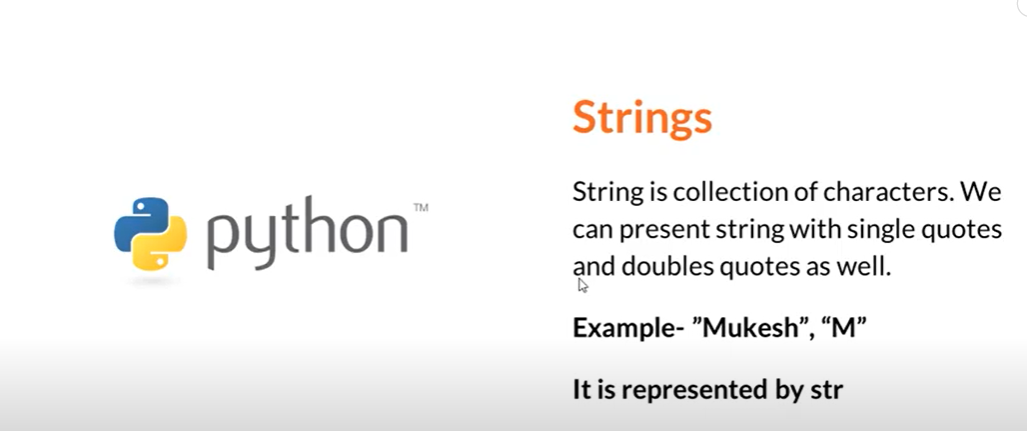 Strings
python™
String is collection of characters. We
can present string with single quotes
and doubles quotes as well.
Example- ”Mukesh”, “M”
It is represented by str